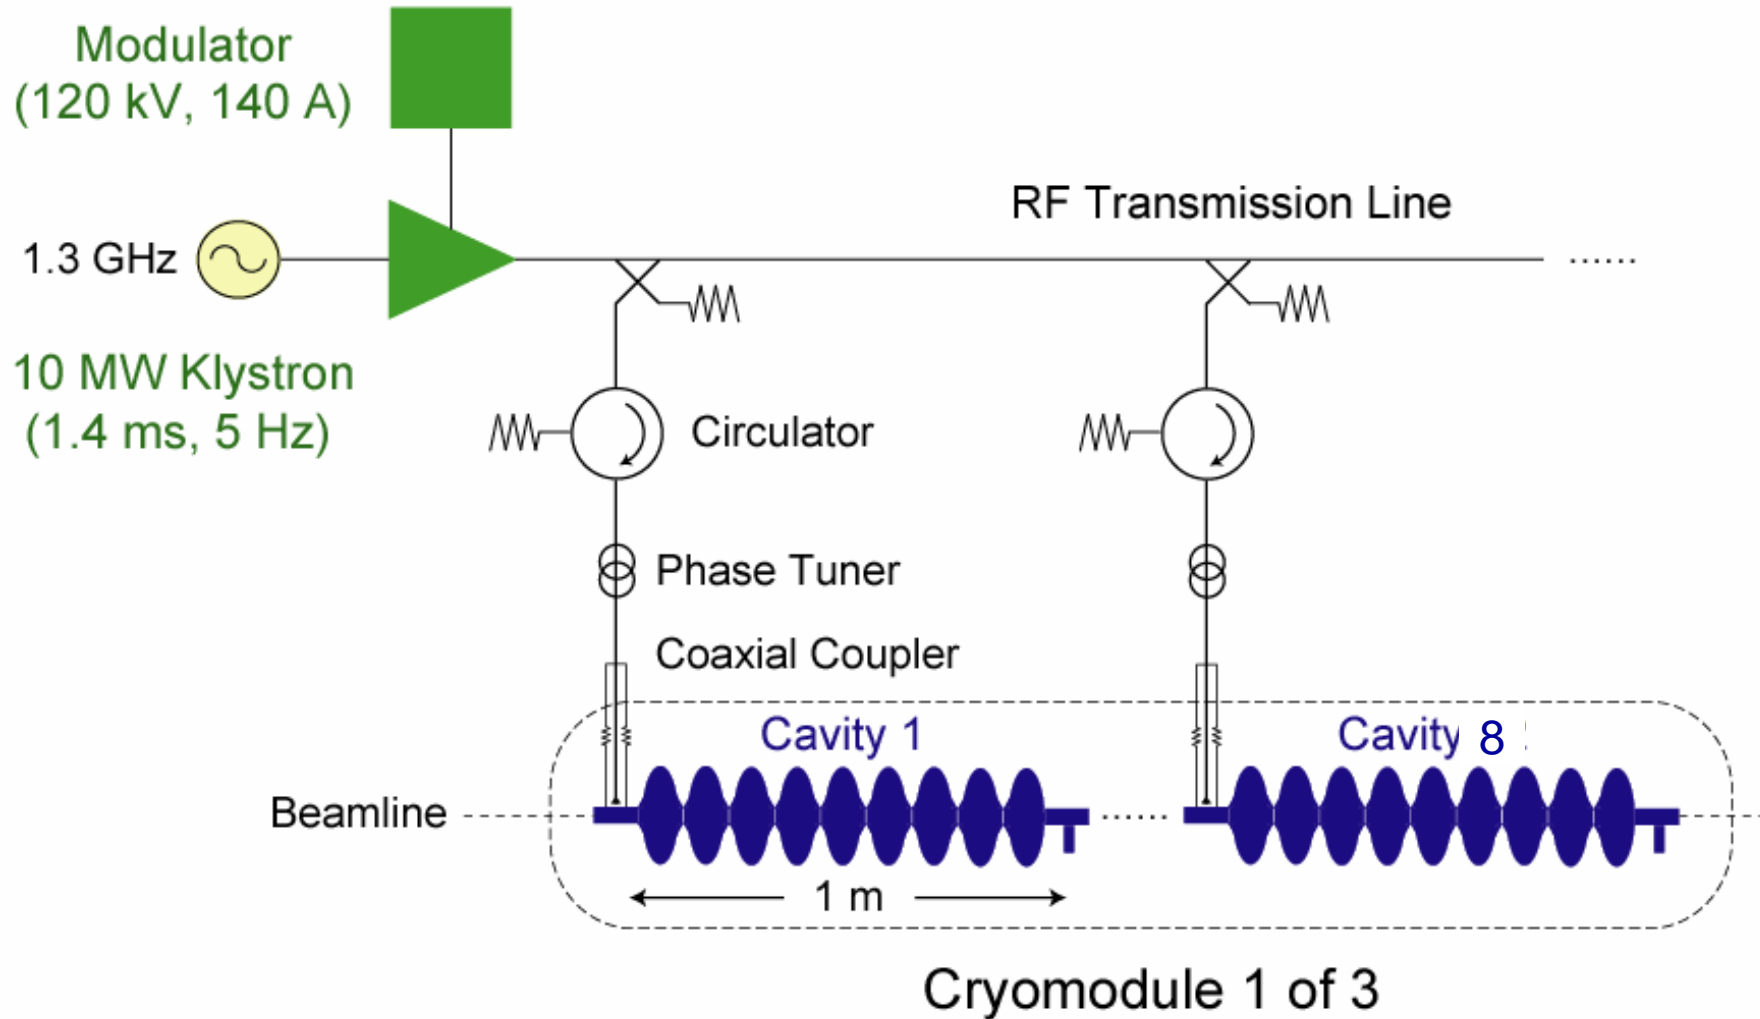 Modulator
(120 kV, 140 A)
RF Transmission Line
1.3 GHz
......
10 MW Klystron
(1.4 ms, 5 Hz)
Circulator
Phase Tuner
Coaxial Coupler
Cavity 1
Cavity 8
Beamline
......
1 m
Cryomodule 1 of 3